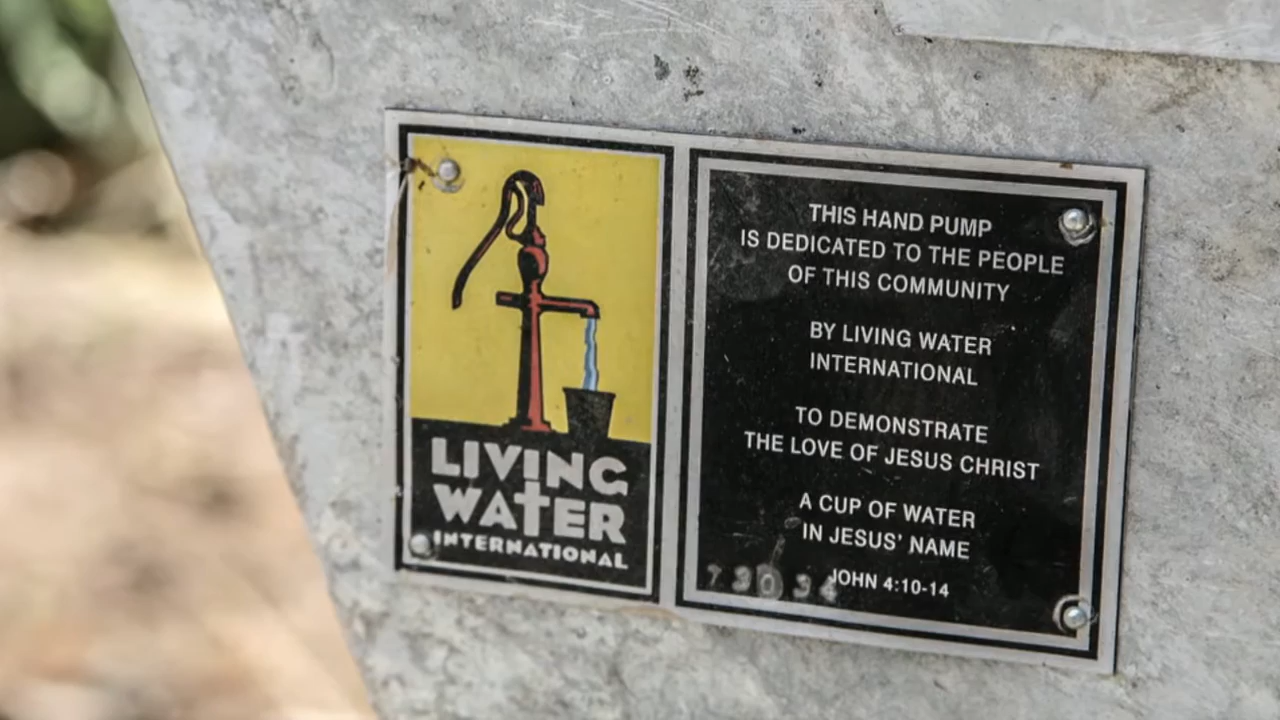 LIVING
WATER
INTERNATIONAL
THIS HAND PUMP
IS DEDICATED TO THE PEOPLE
OF THIS COMMUNITY
BY LIVING WATER
INTERNATIONAL
TO DEMONSTRATE
THE LOVE OF JESUS CHRIST
A CUP OF WATER
IN JESUS' NAME
JOHN 4:10-14